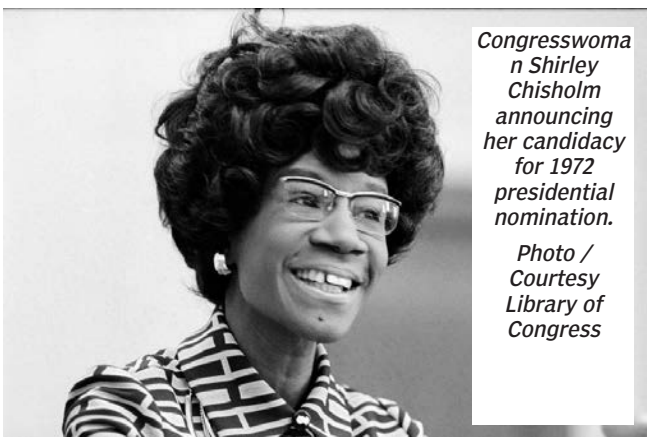 Congresswoma
n Shirley
Chisholm
announcing
her candidacy
for 1972
presidential
nomination.
Photo /
Courtesy
Library of
Congress